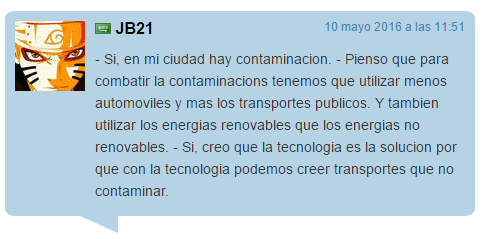 JB21
10 mayo 2016 a las 11:51
- Si, en mi ciudad hay contaminacion. - Pienso que para
combatir la contaminacions tenemos que utilizar menos
automoviles y mas los transportes publicos. Y tambien
utilizar los energias renovables que los energias no
renovables. - Si, creo que la tecnologia es la solucion por
que con la tecnologia podemos creer transportes que no
contaminar.